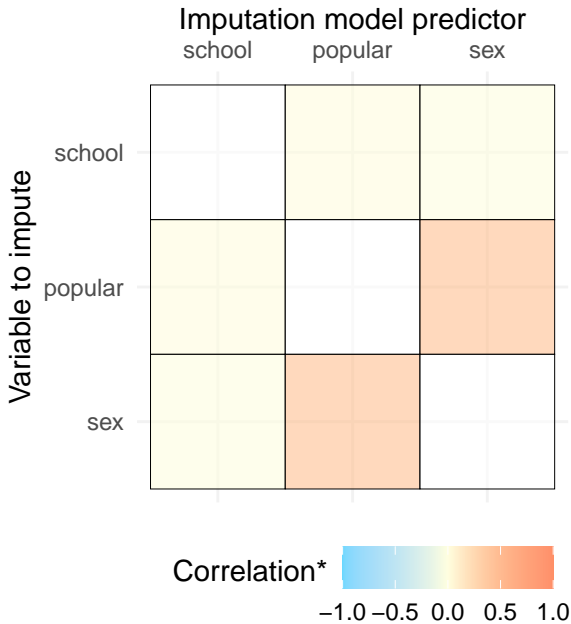 Imputation model predictor
school popular sex
Variable to impute
school
popular
sex
Correlation*
−1.0 −0.5 0.0 0.5 1.0